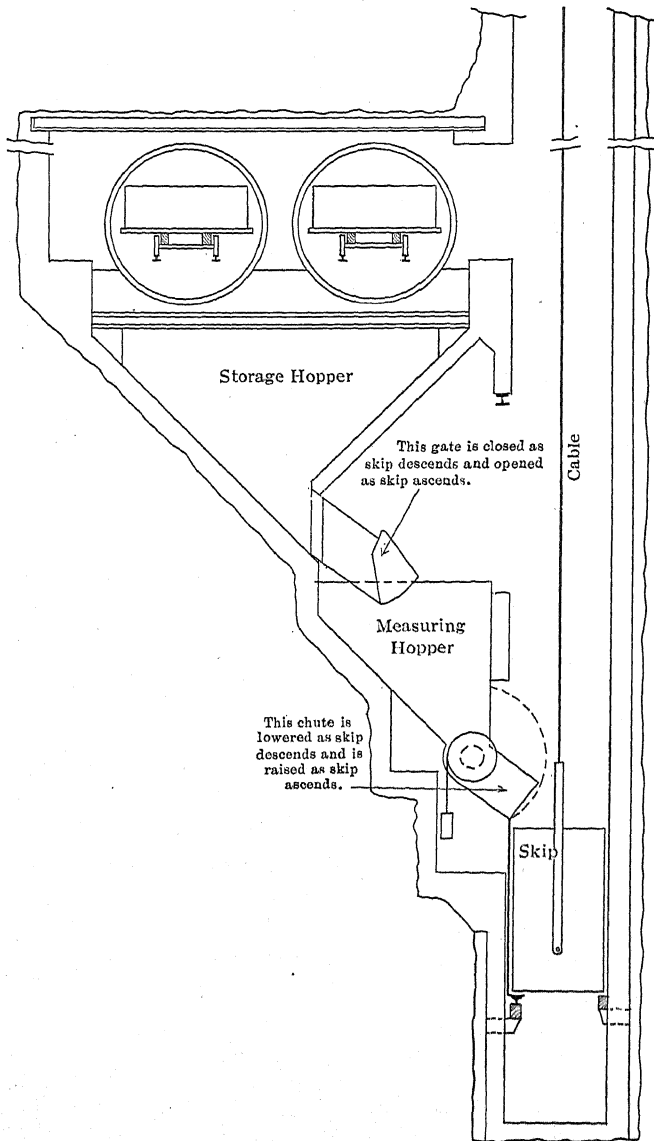 Storage Hopper
This gate is closed as
skip descends and opened
as skip ascends.
Cable
Measuring
Hopper
This chute is
lowered as skip
descends and is
raised as skip
ascends.
Skip